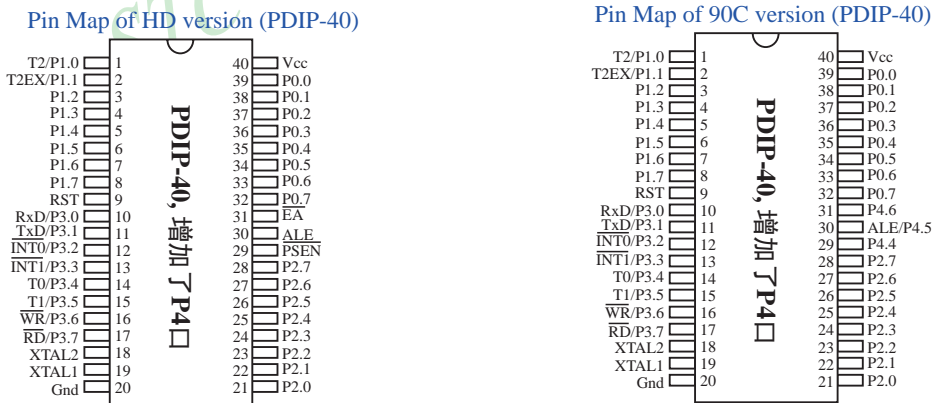 Pin Map of HD version (PDIP-40)
T2/P1.0 1 40 Vcc
T2EX/P1.1 2 39 P0.0
P1.2 3 38 P0.1
P1.3 4 37 P0.2
P1.4 5 36 P0.3
P1.5 6 35 P0.4
P1.6 7 34 P0.5
P1.7 8 33 P0.6
RST 9 32 P0.7
RxD/P3.0 10 31 EA
TxD/P3.1 11 30 ALE
INT0/P3.2 12 29 PSEN
INT1/P3.3 13 28 P2.7
T0/P3.4 14 27 P2.6
T1/P3.5 15 26 P2.5
WR/P3.6 16 25 P2.4
RD/P3.7 17 24 P2.3
XTAL2 18 23 P2.2
XTAL1 19 22 P2.1
Gnd 20 21 P2.0
PDIP-40, 增加了P4口
Pin Map of 90C version (PDIP-40)
T2/P1.0 1 40 Vcc
T2EX/P1.1 2 39 P0.0
P1.2 3 38 P0.1
P1.3 4 37 P0.2
P1.4 5 36 P0.3
P1.5 6 35 P0.4
P1.6 7 34 P0.5
P1.7 8 33 P0.6
RST 9 32 P0.7
RxD/P3.0 10 31 P4.6
TxD/P3.1 11 30 ALE/P4.5
INT0/P3.2 12 29 P4.4
INT1/P3.3 13 28 P2.7
T0/P3.4 14 27 P2.6
T1/P3.5 15 26 P2.5
WR/P3.6 16 25 P2.4
RD/P3.7 17 24 P2.3
XTAL2 18 23 P2.2
XTAL1 19 22 P2.1
Gnd 20 21 P2.0
PDIP-40, 增加了P4口